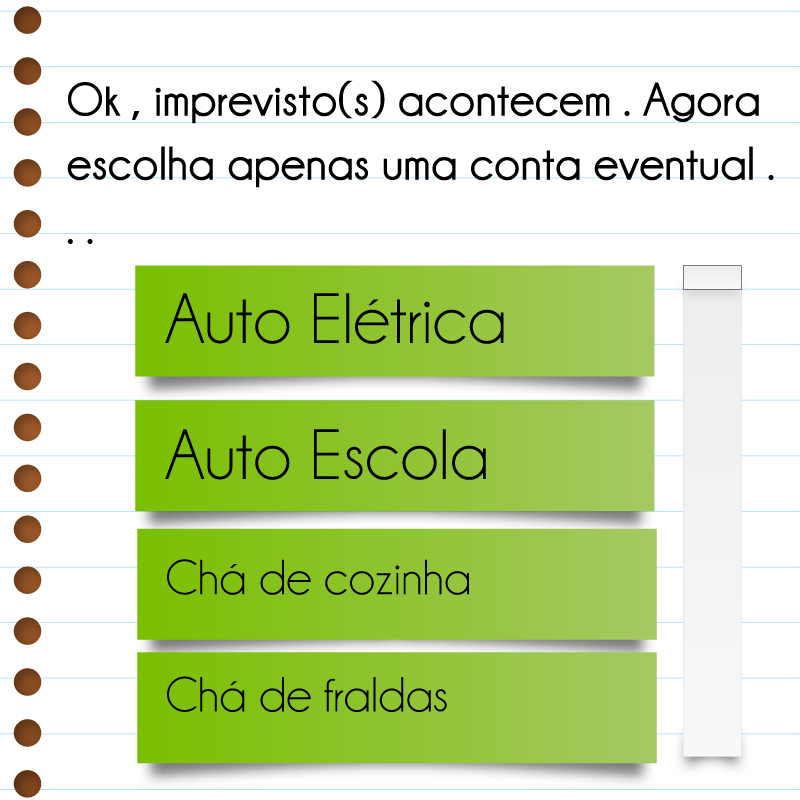 Ok , imprevisto(s) acontecem . Agora
escolha apenas uma conta eventual .
. .
Auto Elétrica
Auto Escola
Chá de cozinha
Chá de fraldas